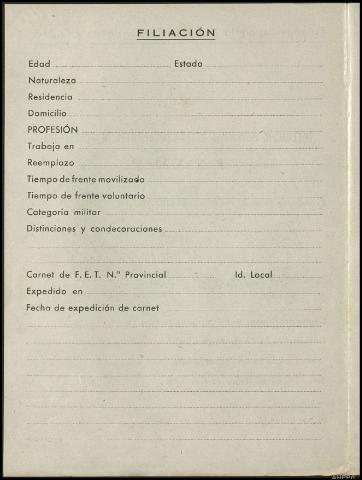 FILIACIÓN
Edad Estado
Naturaleza
Residencia
Domicilio
PROFESIÓN
Trabaja en
Reemplazo
Tiempo de frente movilizado
Tiempo de frente voluntario
Categoría militar
Distinciones y condecoraciones
Carnet de F. E. T. N.º Provincial Id. Local
Expedido en
Fecha de expedición de carnet